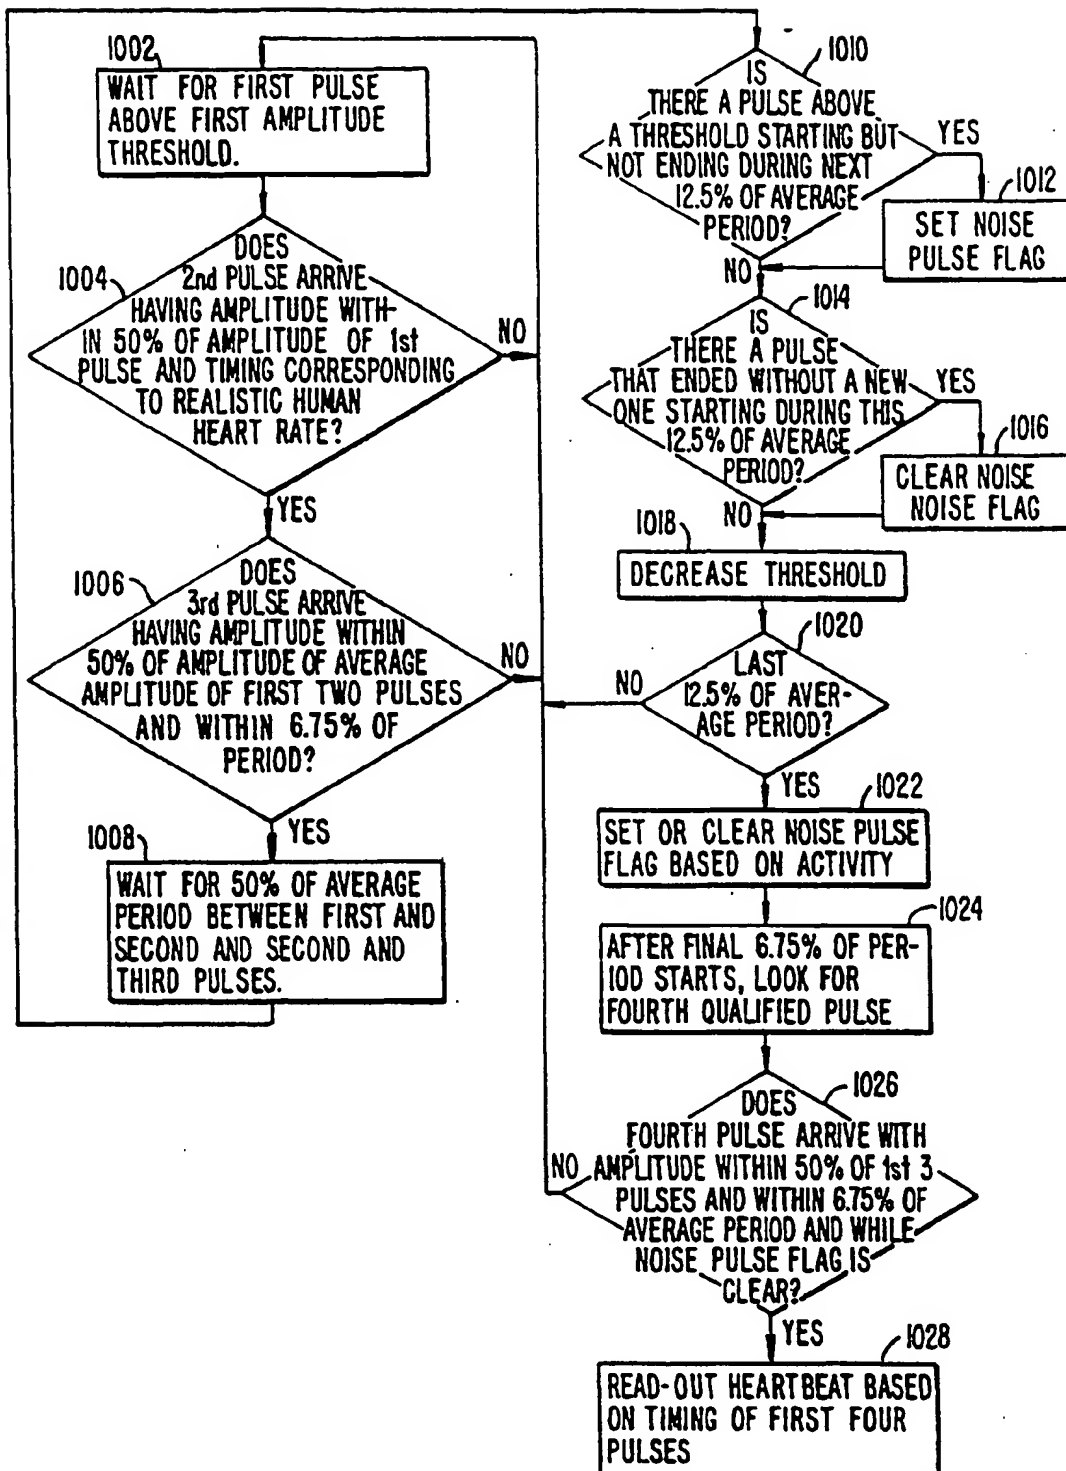 1002
WAIT FOR FIRST PULSE
ABOVE FIRST AMPLITUDE
THRESHOLD.
1004
DOES
2nd PULSE ARRIVE
HAVING AMPLITUDE WITH-
IN 50% OF AMPLITUDE OF 1st
PULSE AND TIMING CORRESPONDING
TO REALISTIC HUMAN
HEART RATE?
NO
YES
1006
DOES
3rd PULSE ARRIVE
HAVING AMPLITUDE WITHIN
50% OF AMPLITUDE OF AVERAGE
AMPLITUDE OF FIRST TWO PULSES
AND WITHIN 6.75% OF
PERIOD?
NO
YES
1008
WAIT FOR 50% OF AVERAGE
PERIOD BETWEEN FIRST AND
SECOND AND SECOND AND
THIRD PULSES.
1010
IS
THERE A PULSE ABOVE
A THRESHOLD STARTING BUT
NOT ENDING DURING NEXT
12.5% OF AVERAGE
PERIOD?
YES
1012
SET NOISE
PULSE FLAG
NO
1014
IS
THERE A PULSE
THAT ENDED WITHOUT A NEW
ONE STARTING DURING THIS
12.5% OF AVERAGE
PERIOD?
YES
1016
CLEAR NOISE
NOISE FLAG
NO
1018
DECREASE THRESHOLD
1020
LAST
12.5% OF AVER-
AGE PERIOD?
NO
YES
1022
SET OR CLEAR NOISE PULSE
FLAG BASED ON ACTIVITY
1024
AFTER FINAL 6.75% OF PER-
IOD STARTS, LOOK FOR
FOURTH QUALIFIED PULSE
1026
DOES
FOURTH PULSE ARRIVE WITH
AMPLITUDE WITHIN 50% OF 1st 3
PULSES AND WITHIN 6.75% OF
AVERAGE PERIOD AND WHILE
NOISE PULSE FLAG IS
CLEAR?
NO
YES
1028
READ-OUT HEARTBEAT BASED
ON TIMING OF FIRST FOUR
PULSES